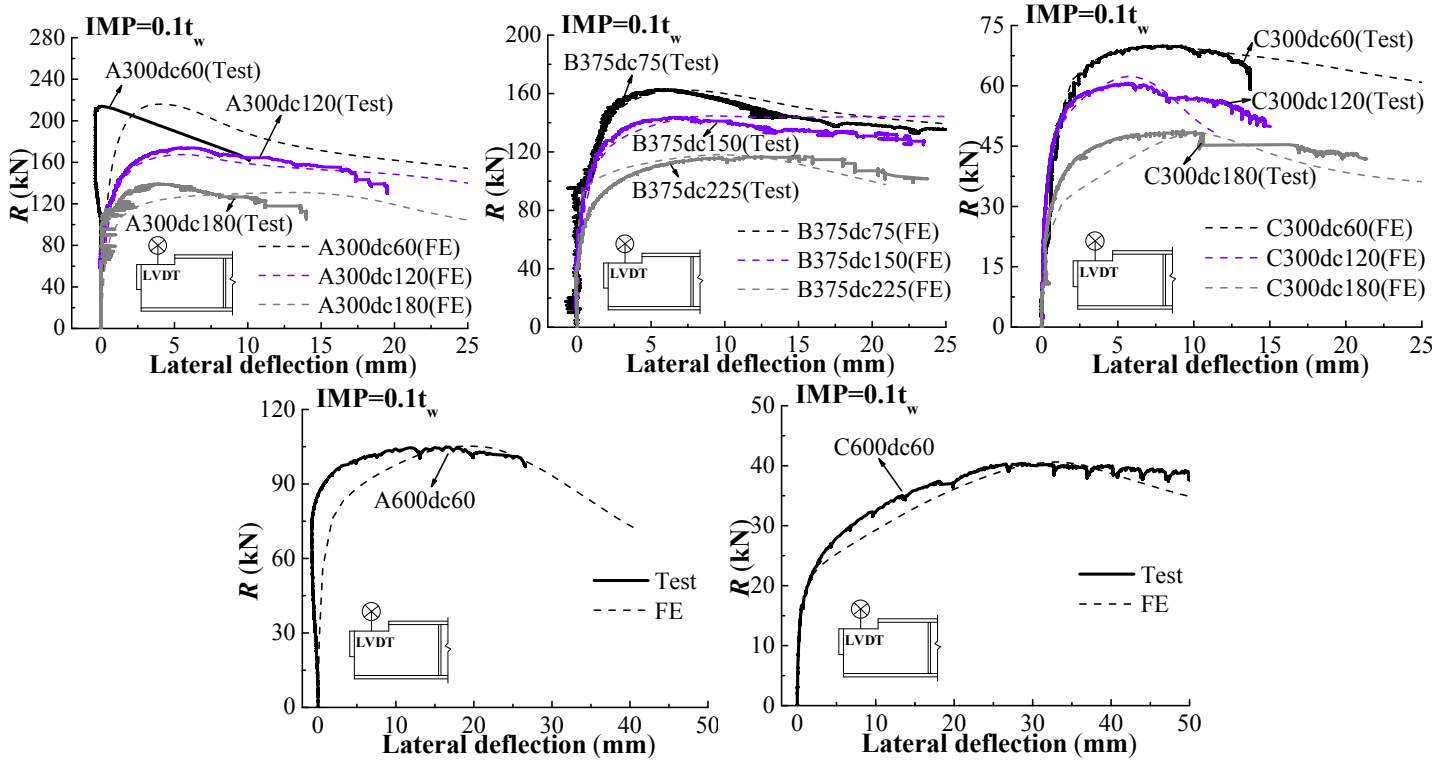 IMP=0.1tw
A300dc60(Test)
A300dc120(Test)
A300dc180(Test)
A300dc60(FE)
A300dc120(FE)
A300dc180(FE)
LVDT
R (kN)
280
240
200
160
120
80
40
0
0 5 10 15 20 25
Lateral deflection (mm)
IMP=0.1tw
B375dc75(Test)
B375dc150(Test)
B375dc225(Test)
B375dc75(FE)
B375dc150(FE)
B375dc225(FE)
LVDT
R (kN)
200
160
120
80
40
0
0 5 10 15 20 25
Lateral deflection (mm)
IMP=0.1tw
C300dc60(Test)
C300dc120(Test)
C300dc180(Test)
C300dc60(FE)
C300dc120(FE)
C300dc180(FE)
LVDT
R (kN)
75
60
45
30
15
0
0 5 10 15 20 25
Lateral deflection (mm)
IMP=0.1tw
A600dc60
Test
FE
LVDT
R (kN)
120
90
60
30
0
0 10 20 30 40 50
Lateral deflection (mm)
IMP=0.1tw
C600dc60
Test
FE
LVDT
R (kN)
50
40
30
20
10
0
0 10 20 30 40 50
Lateral deflection (mm)